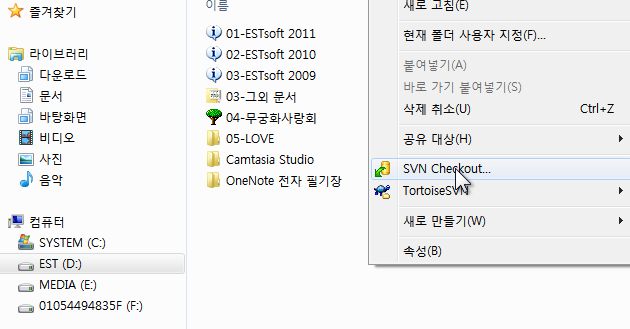 즐겨찾기
라이브러리
다운로드
문서
바탕화면
비디오
사진
음악
컴퓨터
SYSTEM (C:)
EST (D:)
MEDIA (E:)
01054494835F (F:)
이름
01-ESTsoft 2011
02-ESTsoft 2010
03-ESTsoft 2009
03-그외 문서
04-무궁화사랑회
05-LOVE
Camtasia Studio
OneNote 전자 필기장
새로 고침(E)
현재 폴더 사용자 지정(F)...
붙여넣기(A)
바로 가기 붙여넣기(S)
삭제 취소(U) Ctrl+Z
공유 대상(H)
SVN Checkout...
TortoiseSVN
새로 만들기(W)
속성(B)